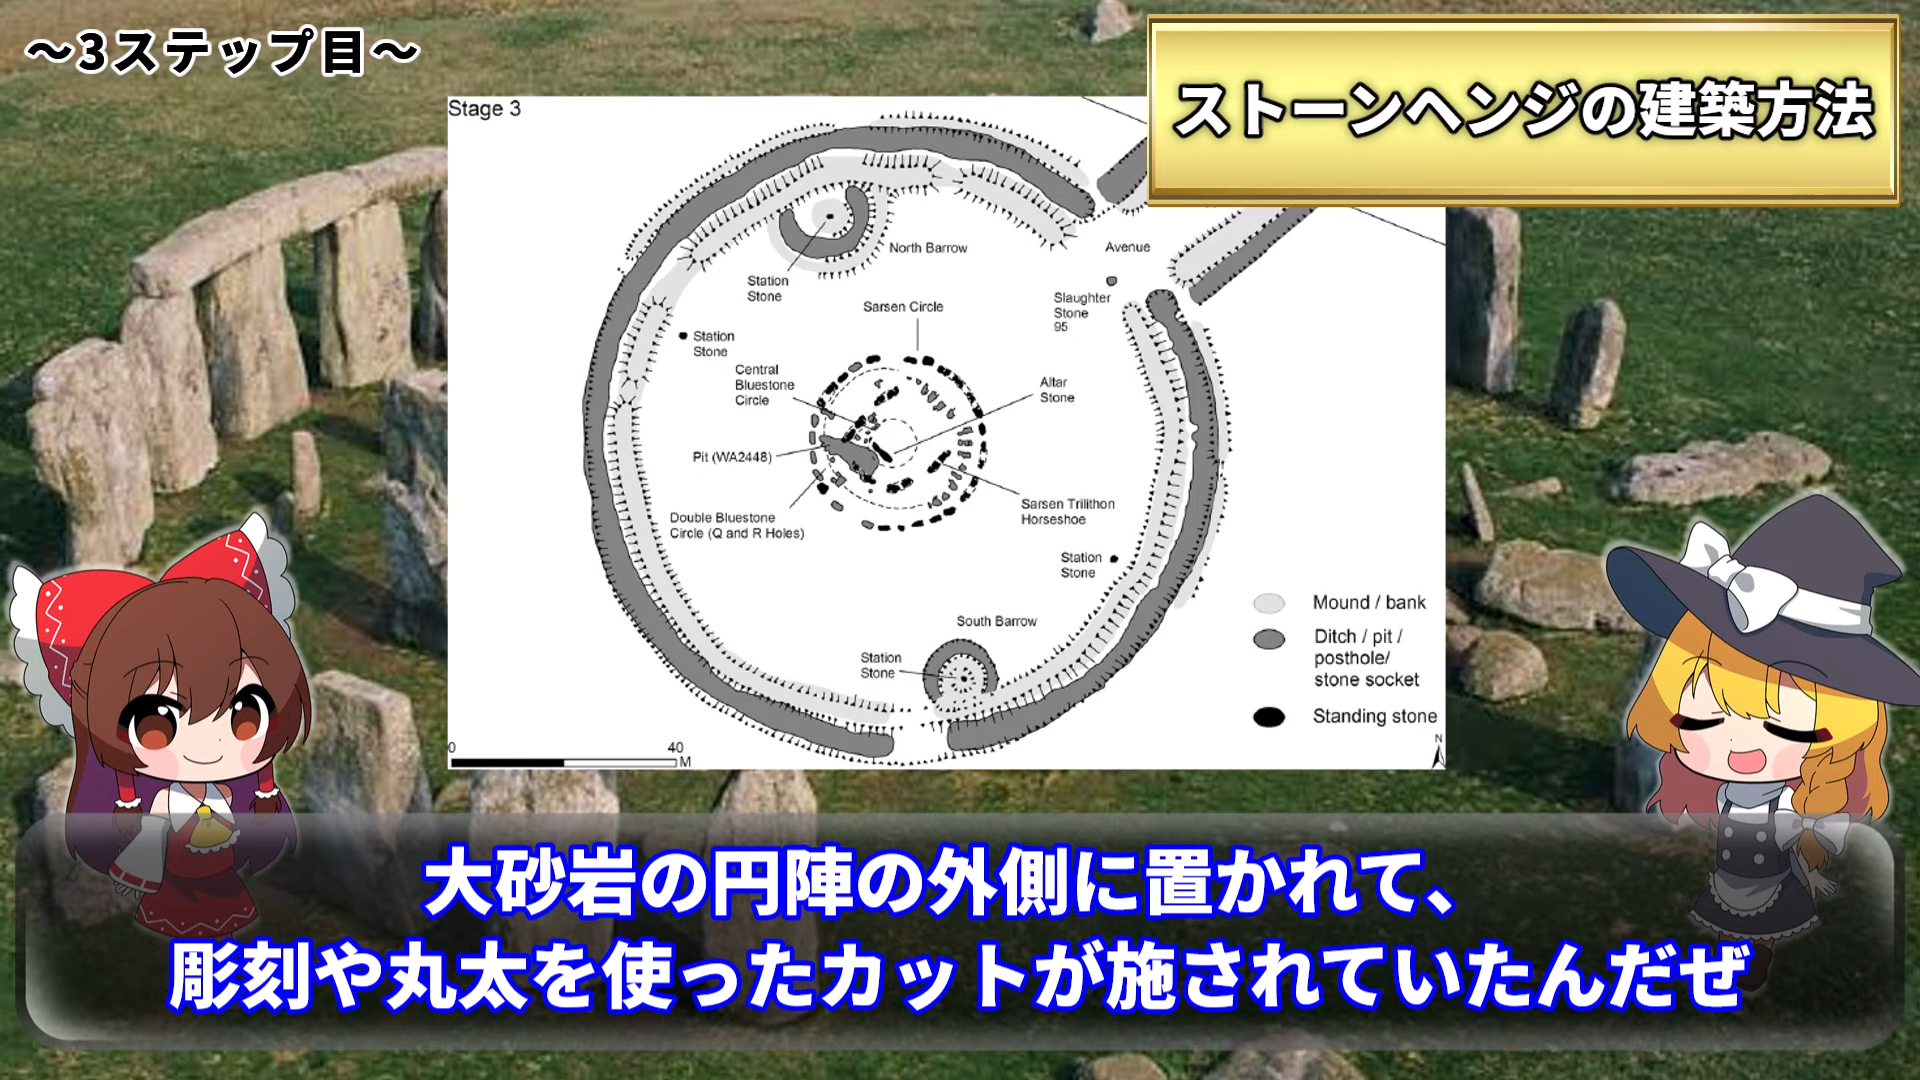 ～3ステップ目～
ストーンヘンジの建築方法
Stage 3
North Barrow
Avenue
Station
Stone
Sarsen Circle
Slaughter
Stone
95
Station
Stone
Central
Bluestone
Circle
Altar
Stone
Pit (WA2448)
Sarsen Trilithon
Horseshoe
Double Bluestone
Circle (Q and R Holes)
Station
Stone
South Barrow
Station
Stone
Mound / bank
Ditch / pit /
posthole/
stone socket
Standing stone
0
40
M
N
大砂岩の円陣の外側に置かれて、
彫刻や丸太を使ったカットが施されていたんだぜ